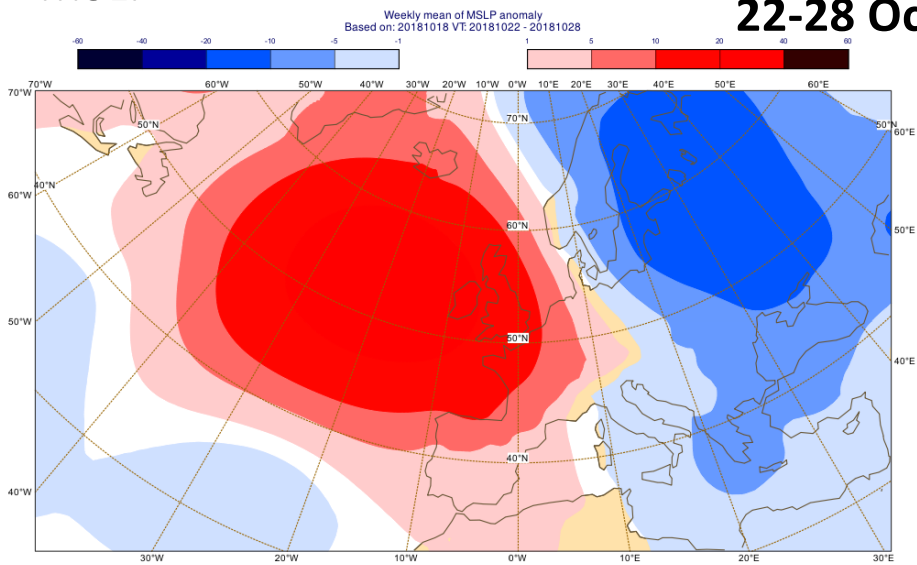 22-28 Oc
Weekly mean of MSLP anomaly
Based on: 20181018 VT: 20181022 - 20181028
-60 -40 -20 -10 -5 -1 1 5 10 20 40 60
70°W 60°W 50°W 40°W 30°W 20°W 10°W 0°W 10°E 20°E 30°E 40°E 50°E 60°E
70°W 70°N 50°N 50°N 60°E
40°N
60°W 60°N 50°E
50°W 50°N 40°E
40°N
40°W 30°E
30°W 20°W 10°W 0°W 10°E 20°E 30°E